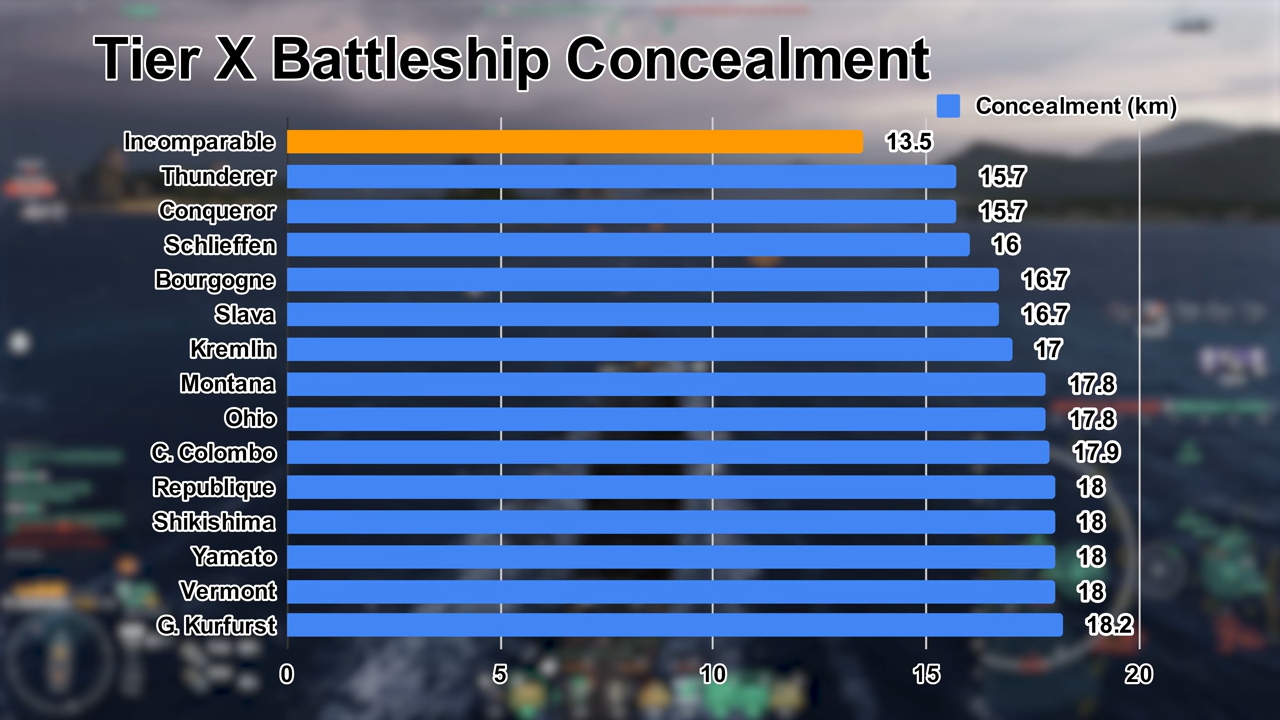 Tier X Battleship Concealment
Concealment (km)
Incomparable 13.5
Thunderer 15.7
Conqueror 15.7
Schlieffen 16
Bourgogne 16.7
Slava 16.7
Kremlin 17
Montana 17.8
Ohio 17.8
C. Colombo 17.9
Republique 18
Shikishima 18
Yamato 18
Vermont 18
G. Kurfurst 18.2
0 5 10 15 20